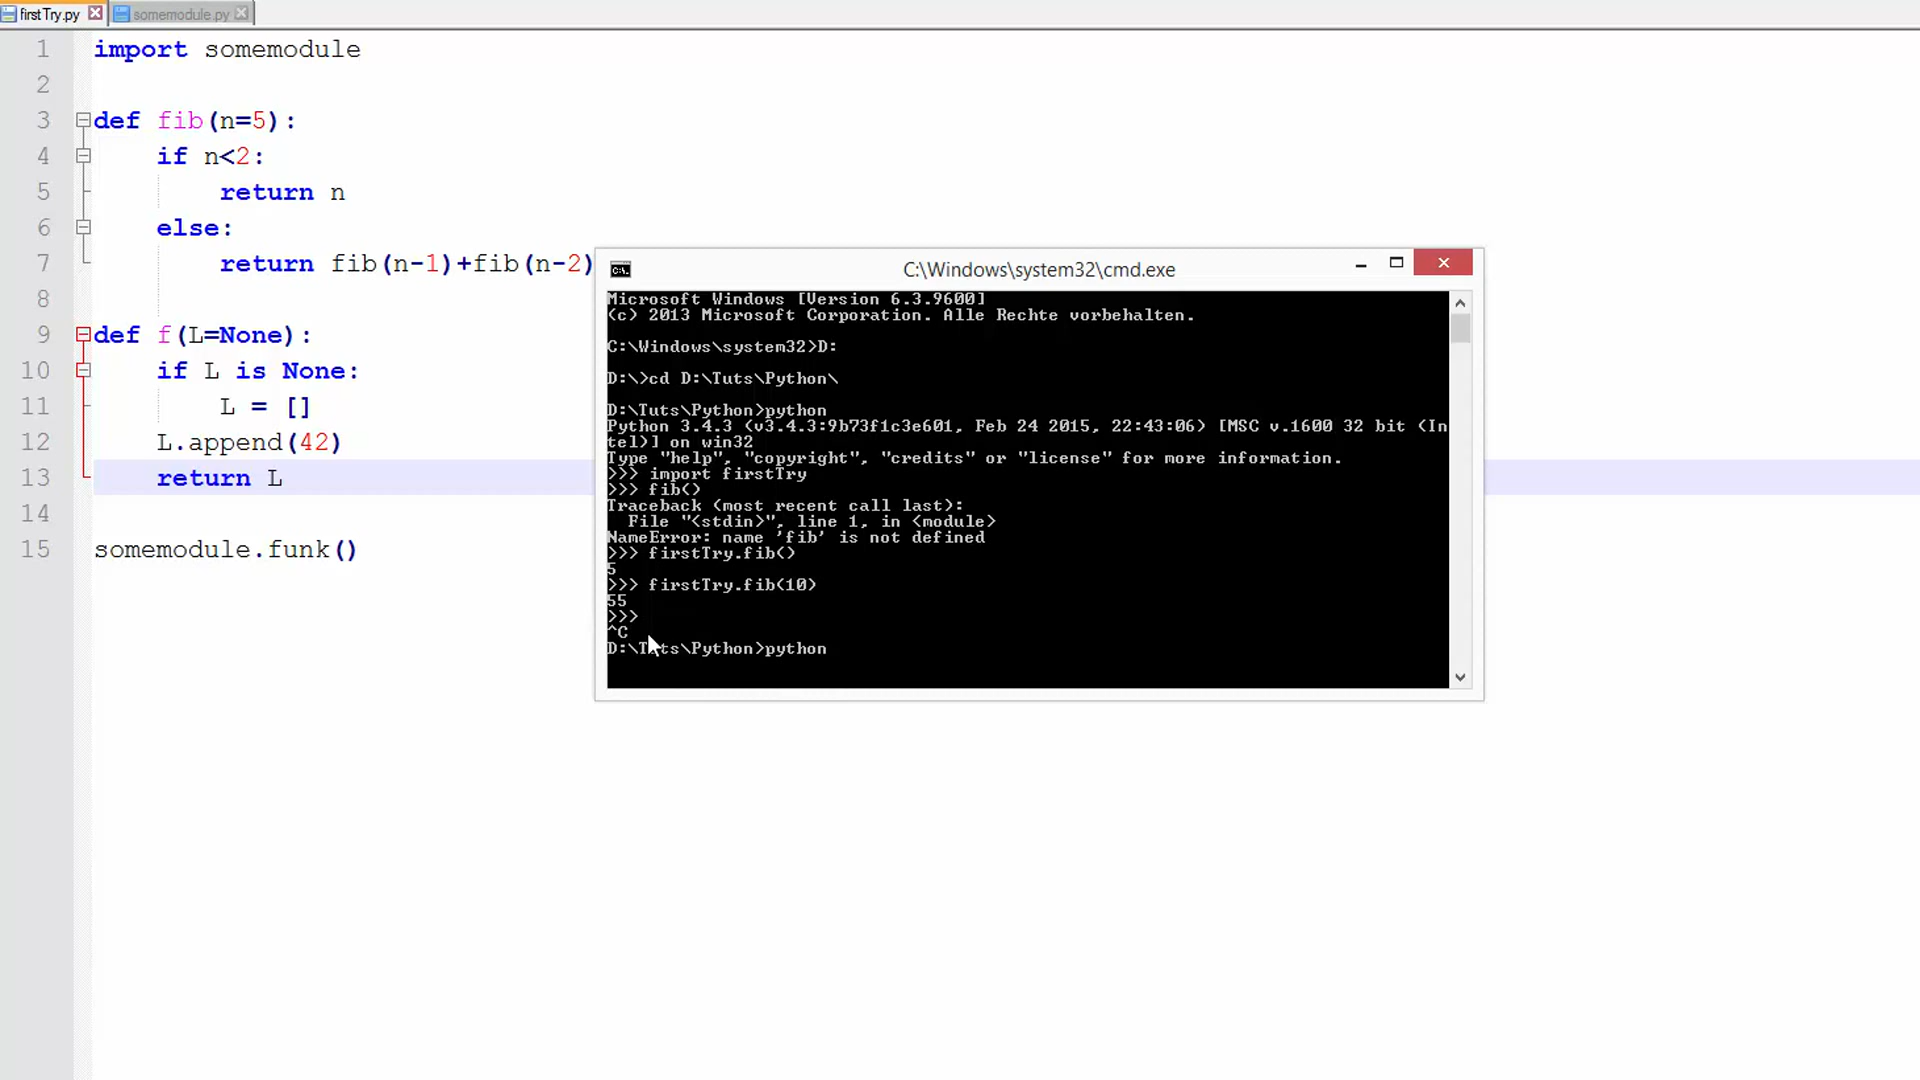 firstTry.py
somemodule.py
1 import somemodule
2
3 def fib(n=5):
4 if n<2:
5 return n
6 else:
7 return fib(n-1)+fib(n-2)
8
9 def f(L=None):
10 if L is None:
11 L = []
12 L.append(42)
13 return L
14
15 somemodule.funk()
C:\Windows\system32\cmd.exe
Microsoft Windows [Version 6.3.9600]
(c) 2013 Microsoft Corporation. Alle Rechte vorbehalten.
C:\Windows\system32>D:
D:\>cd D:\Tuts\Python\
D:\Tuts\Python>python
Python 3.4.3 (v3.4.3:9b73f1c3e601, Feb 24 2015, 22:43:06) [MSC v.1600 32 bit (In
tel)] on win32
Type "help", "copyright", "credits" or "license" for more information.
>>> import firstTry
>>> fib()
Traceback (most recent call last):
File "<stdin>", line 1, in <module>
NameError: name 'fib' is not defined
>>> firstTry.fib()
5
>>> firstTry.fib(10)
55
>>>
^C
D:\Tuts\Python>python